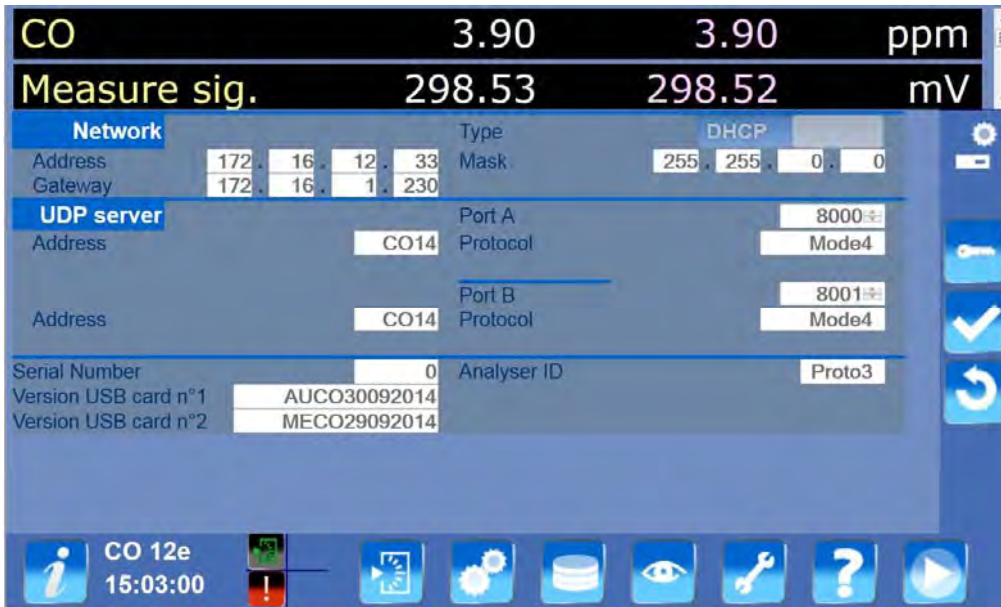 CO 3.90 3.90 ppm
Measure sig. 298.53 298.52 mV
Network Type DHCP
Address 172 . 16 . 12 . 33 Mask 255 . 255 . 0 . 0
Gateway 172 . 16 . 1 . 230
UDP server Port A 8000
Address CO14 Protocol Mode4
Port B 8001
Address CO14 Protocol Mode4
Serial Number 0 Analyser ID Proto3
Version USB card n°1 AUCO30092014
Version USB card n°2 MECO29092014
i CO 12e ! ?
15:03:00